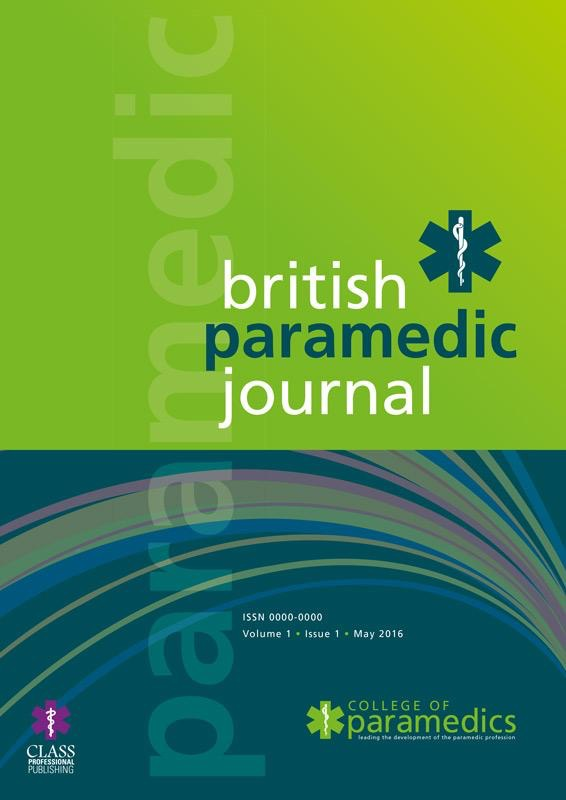 paramedic
british
paramedic
journal
ISSN 0000-0000
Volume 1 • Issue 1 • May 2016
CLASS
PROFESSIONAL
PUBLISHING
COLLEGE OF
paramedics
leading the development of the paramedic profession